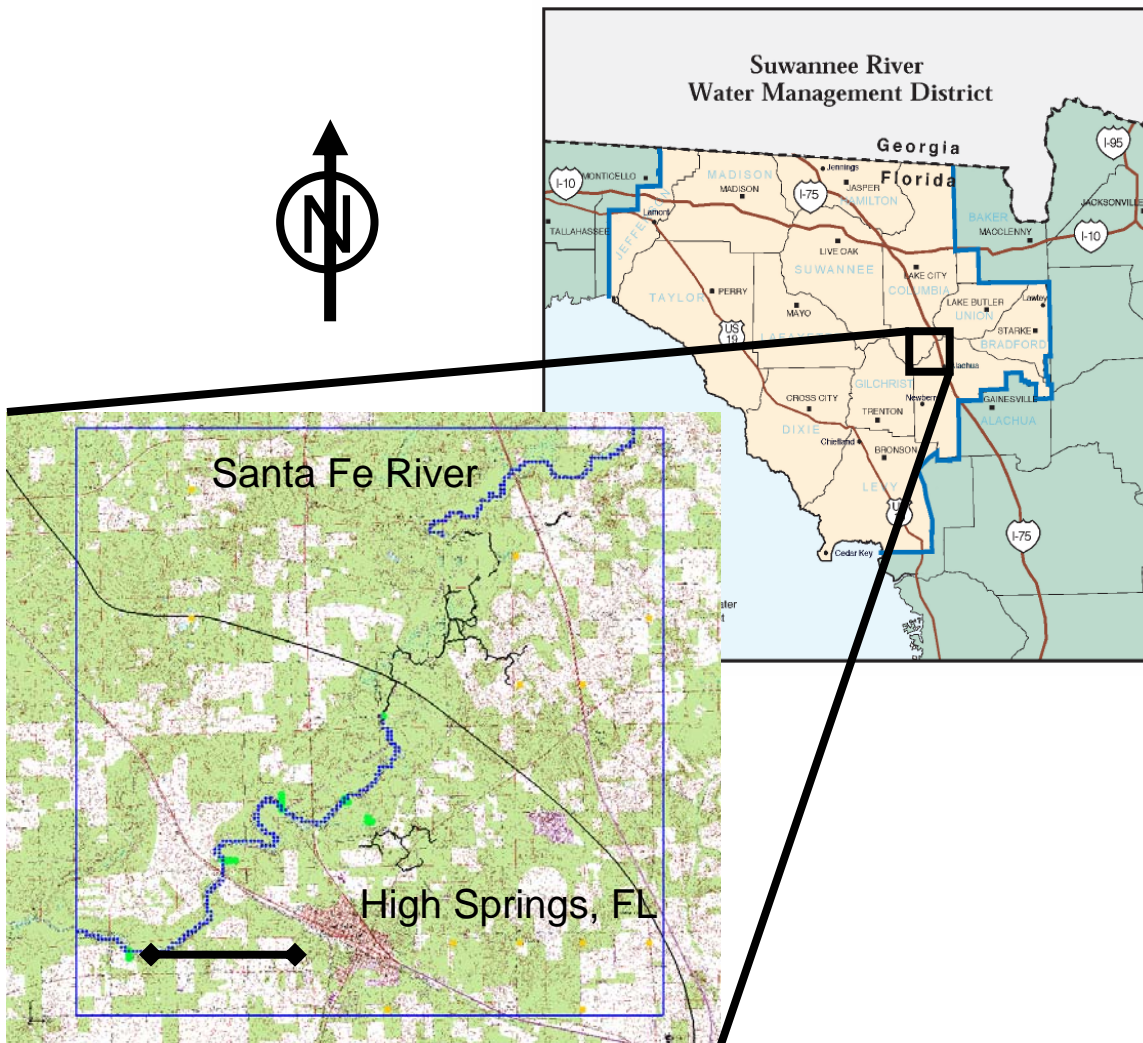 Suwannee River
Water Management District
Georgia
Florida
I-95
I-10
MONTICELLO
MADISON
MADISON
Jennings
JASPER
HAMILTON
I-75
BAKER
MACCLENNY
JACKSONVILLE
I-10
TALLAHASSEE
JEFFERSON
Lamont
LIVE OAK
SUWANNEE
LAKE CITY
COLUMBIA
TAYLOR
PERRY
MAYO
LAKE BUTLER
UNION
Lawtey
STARKE
BRADFORD
US
19
Alachua
GILCHRIST
CROSS CITY
TRENTON
GAINESVILLE
ALACHUA
DIXIE
Chiefland
BRONSON
LEVY
I-75
Cedar Key
N
Santa Fe River
High Springs, FL